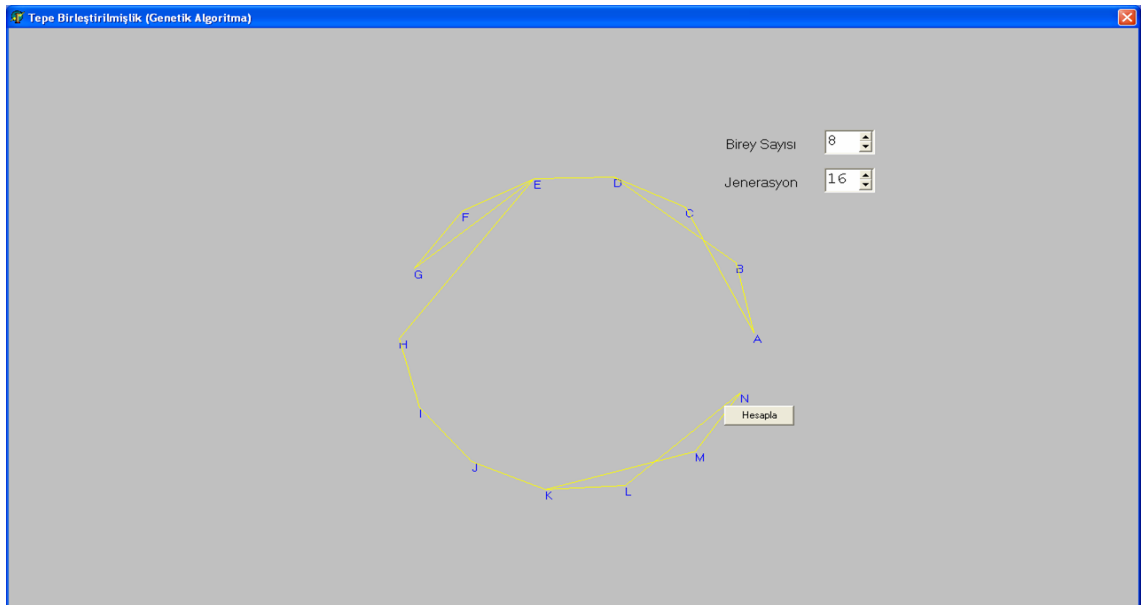 Tepe Birleştirilmişlik (Genetik Algoritma)
Birey Sayısı 8
Jenerasyon 16
E
D
F
C
G
B
H
A
I
N
Hesapla
J
M
K
L